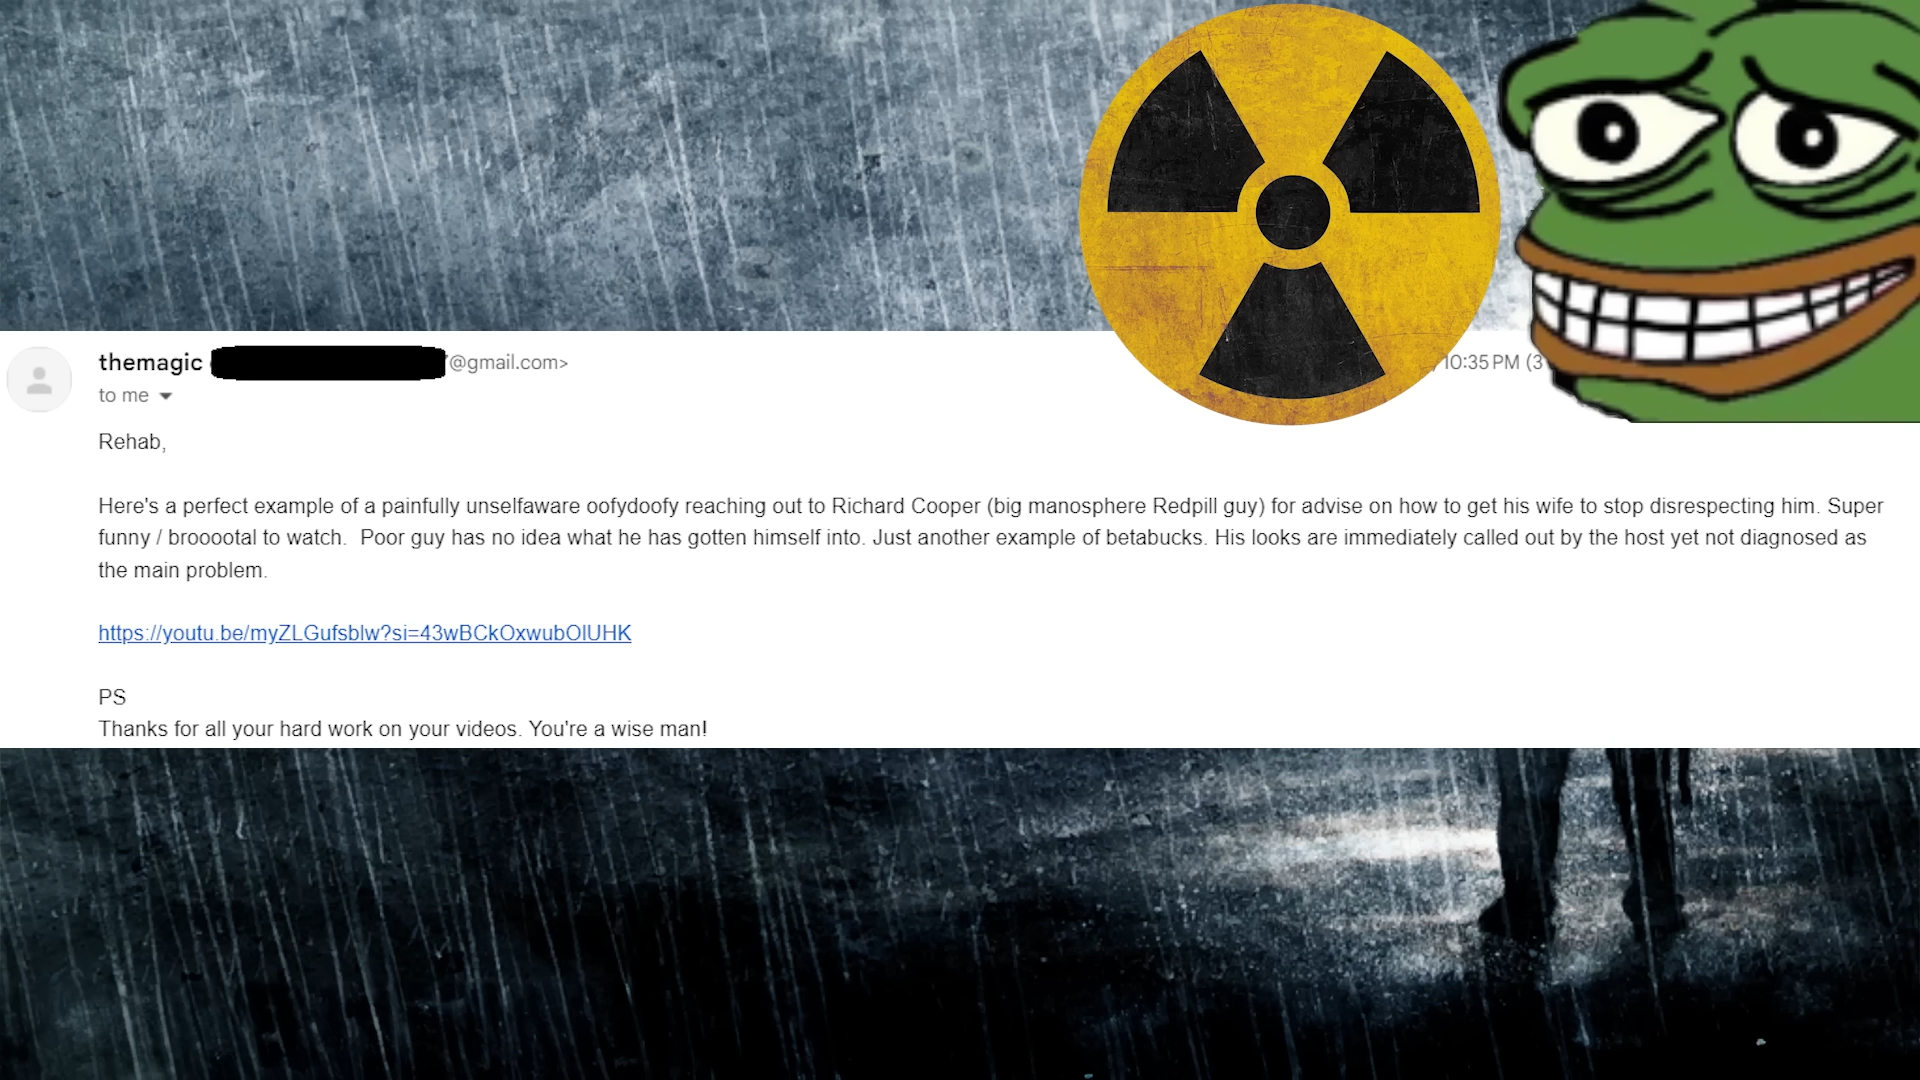 themagic @gmail.com>
10:35 PM (3
to me
Rehab,
Here's a perfect example of a painfully unselfaware oofydoofy reaching out to Richard Cooper (big manosphere Redpill guy) for advise on how to get his wife to stop disrespecting him. Super
funny / brooootal to watch.  Poor guy has no idea what he has gotten himself into. Just another example of betabucks. His looks are immediately called out by the host yet not diagnosed as
the main problem.
https://youtu.be/myZLGufsblw?si=43wBCkOxwubOlUHK
PS
Thanks for all your hard work on your videos. You're a wise man!